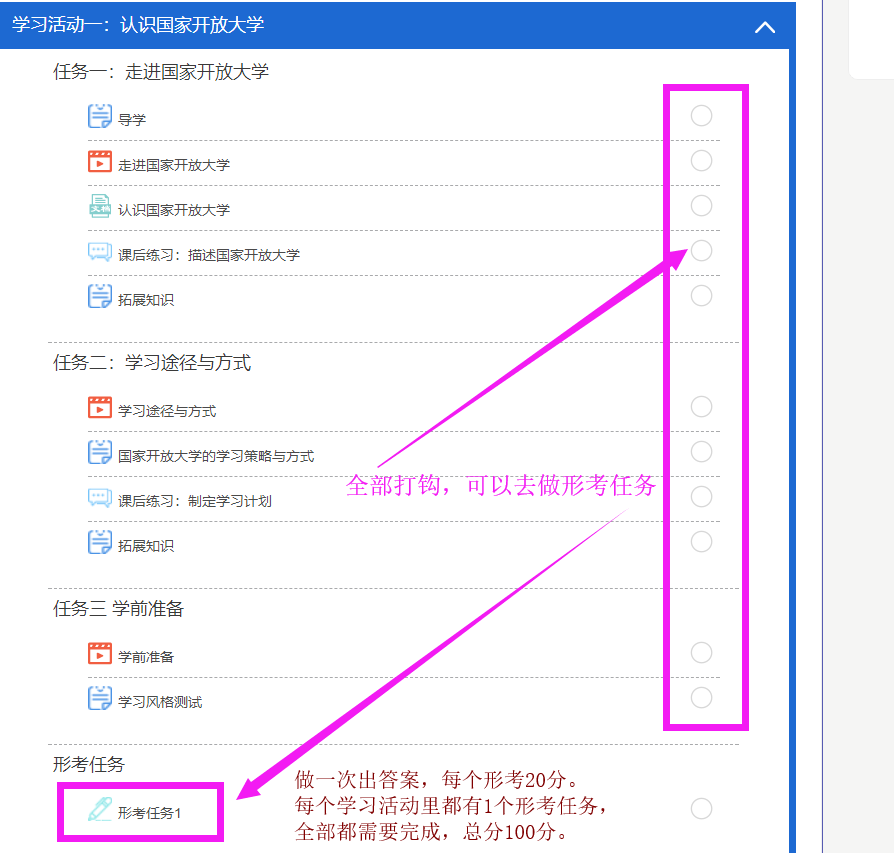 学习活动一：认识国家开放大学
任务一：走进国家开放大学
导学
走进国家开放大学
文档
认识国家开放大学
课后练习：描述国家开放大学
拓展知识
任务二：学习途径与方式
学习途径与方式
国家开放大学的学习策略与方式
全部打钩，可以去做形考任务
课后练习：制定学习计划
拓展知识
任务三 学前准备
学前准备
学习风格测试
形考任务
形考任务1
做一次出答案，每个形考20分。
每个学习活动里都有1个形考任务，
全部都需要完成，总分100分。